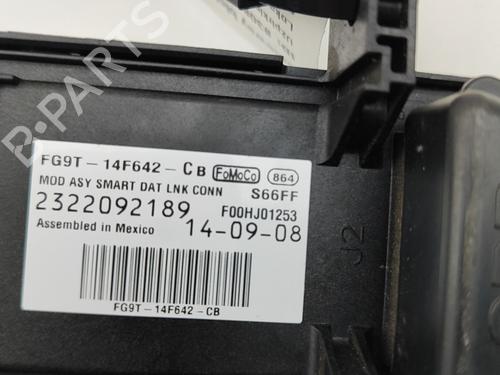 FG9T-14F642-CB FoMoCo 864
MOD ASY SMART DAT LNK CONN S66FF
2322092189 F00HJ01253
Assembled in Mexico 14-09-08
FG9T-14F642-CB
J2
B-PARTS